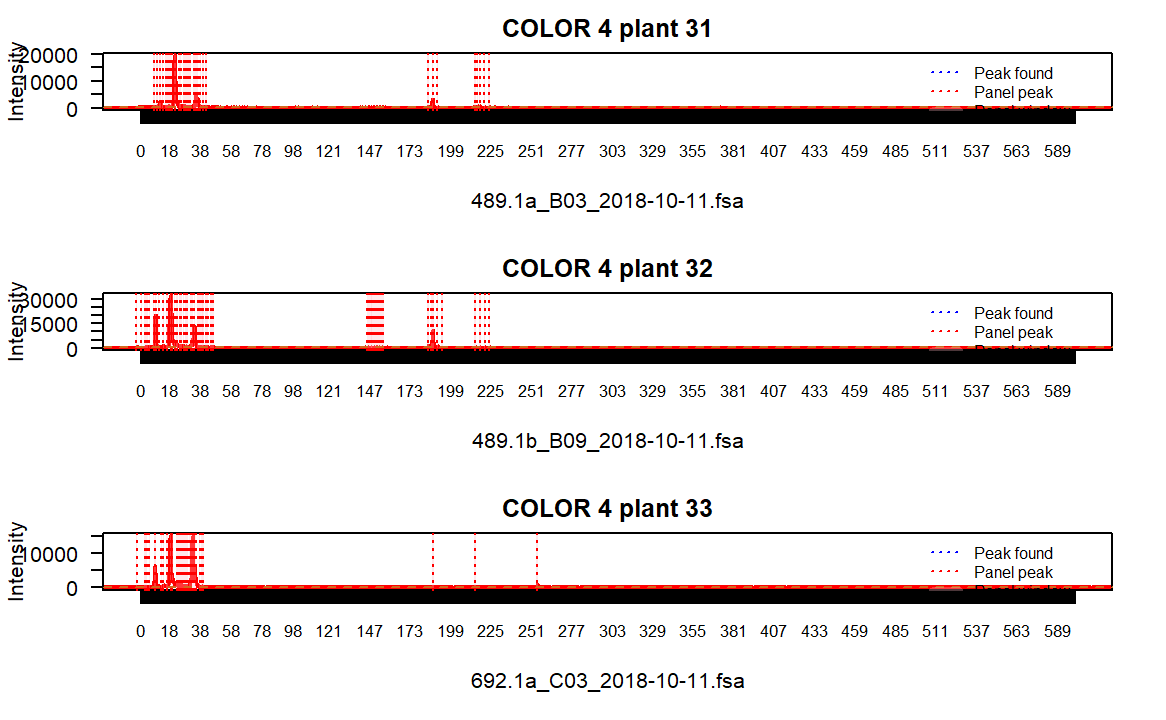 COLOR 4 plant 31
Intensity
20000
10000
0
Peak found
Panel peak
0 18 38 58 78 98 121 147 173 199 225 251 277 303 329 355 381 407 433 459 485 511 537 563 589
489.1a_B03_2018-10-11.fsa
COLOR 4 plant 32
Intensity
30000
15000
0
Peak found
Panel peak
0 18 38 58 78 98 121 147 173 199 225 251 277 303 329 355 381 407 433 459 485 511 537 563 589
489.1b_B09_2018-10-11.fsa
COLOR 4 plant 33
Intensity
10000
0
Peak found
Panel peak
0 18 38 58 78 98 121 147 173 199 225 251 277 303 329 355 381 407 433 459 485 511 537 563 589
692.1a_C03_2018-10-11.fsa